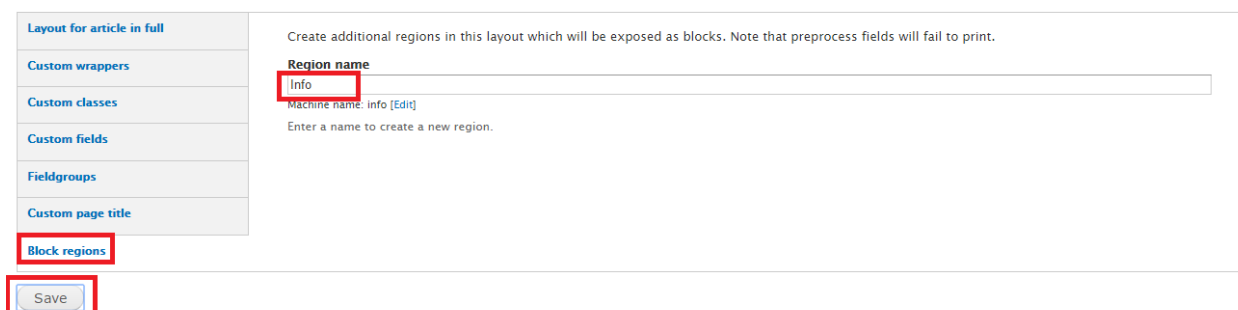 Layout for article in full
Custom wrappers
Custom classes
Custom fields
Fieldgroups
Custom page title
Block regions
Create additional regions in this layout which will be exposed as blocks. Note that preprocess fields will fail to print.
Region name
Info
Machine name: info [Edit]
Enter a name to create a new region.
Save